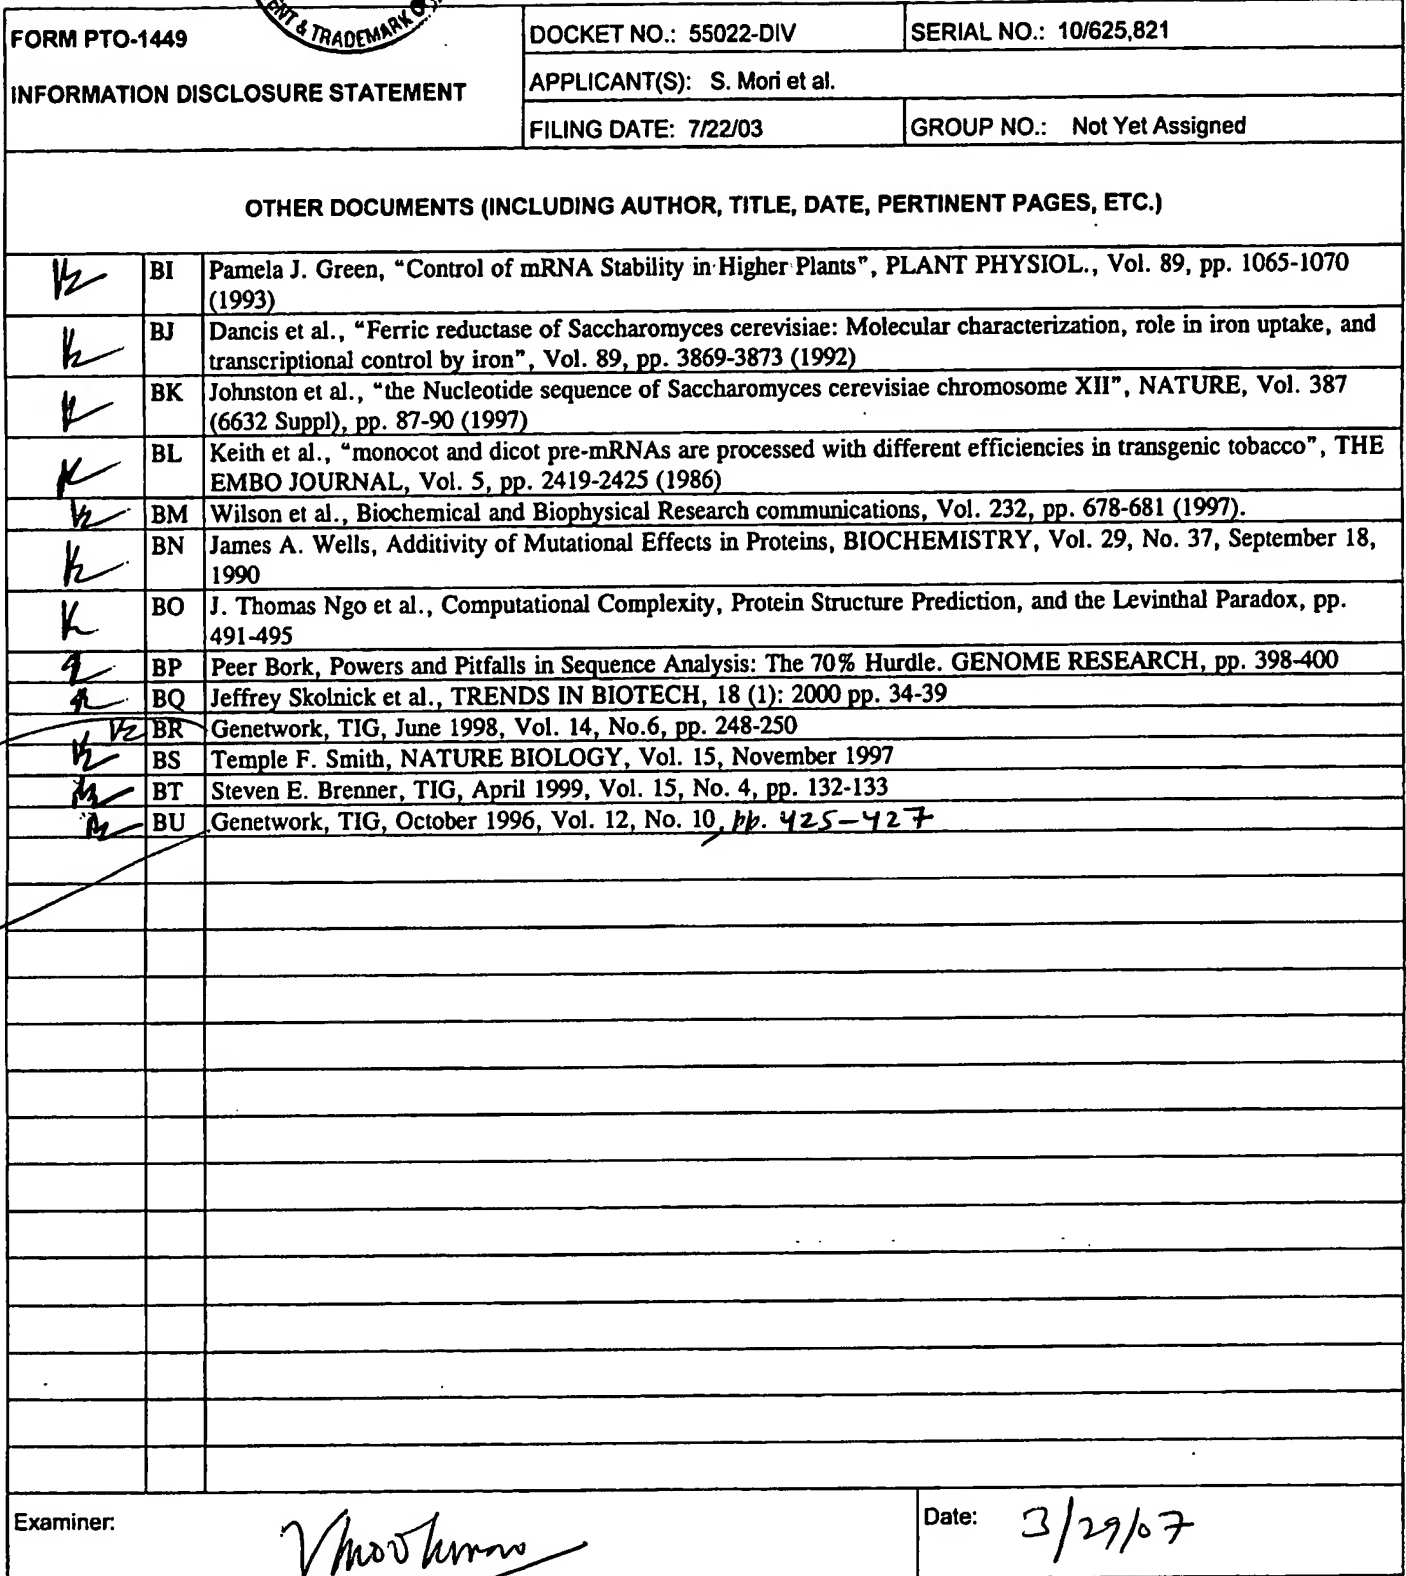 ENT & TRADEMARK
FORM PTO-1449
INFORMATION DISCLOSURE STATEMENT
DOCKET NO.: 55022-DIV
SERIAL NO.: 10/625,821
APPLICANT(S): S. Mori et al.
FILING DATE: 7/22/03
GROUP NO.: Not Yet Assigned
OTHER DOCUMENTS (INCLUDING AUTHOR, TITLE, DATE, PERTINENT PAGES, ETC.)
BI Pamela J. Green, "Control of mRNA Stability in Higher Plants", PLANT PHYSIOL., Vol. 89, pp. 1065-1070
(1993)
BJ Dancis et al., "Ferric reductase of Saccharomyces cerevisiae: Molecular characterization, role in iron uptake, and
transcriptional control by iron", Vol. 89, pp. 3869-3873 (1992)
BK Johnston et al., "the Nucleotide sequence of Saccharomyces cerevisiae chromosome XII", NATURE, Vol. 387
(6632 Suppl), pp. 87-90 (1997)
BL Keith et al., "monocot and dicot pre-mRNAs are processed with different efficiencies in transgenic tobacco", THE
EMBO JOURNAL, Vol. 5, pp. 2419-2425 (1986)
BM Wilson et al., Biochemical and Biophysical Research communications, Vol. 232, pp. 678-681 (1997).
BN James A. Wells, Additivity of Mutational Effects in Proteins, BIOCHEMISTRY, Vol. 29, No. 37, September 18,
1990
BO J. Thomas Ngo et al., Computational Complexity, Protein Structure Prediction, and the Levinthal Paradox, pp.
491-495
BP Peer Bork, Powers and Pitfalls in Sequence Analysis: The 70% Hurdle. GENOME RESEARCH, pp. 398-400
BQ Jeffrey Skolnick et al., TRENDS IN BIOTECH, 18 (1): 2000 pp. 34-39
BR Genetwork, TIG, June 1998, Vol. 14, No.6, pp. 248-250
BS Temple F. Smith, NATURE BIOLOGY, Vol. 15, November 1997
BT Steven E. Brenner, TIG, April 1999, Vol. 15, No. 4, pp. 132-133
BU Genetwork, TIG, October 1996, Vol. 12, No. 10, pp. 425-427
Examiner:
Date: 3/29/07